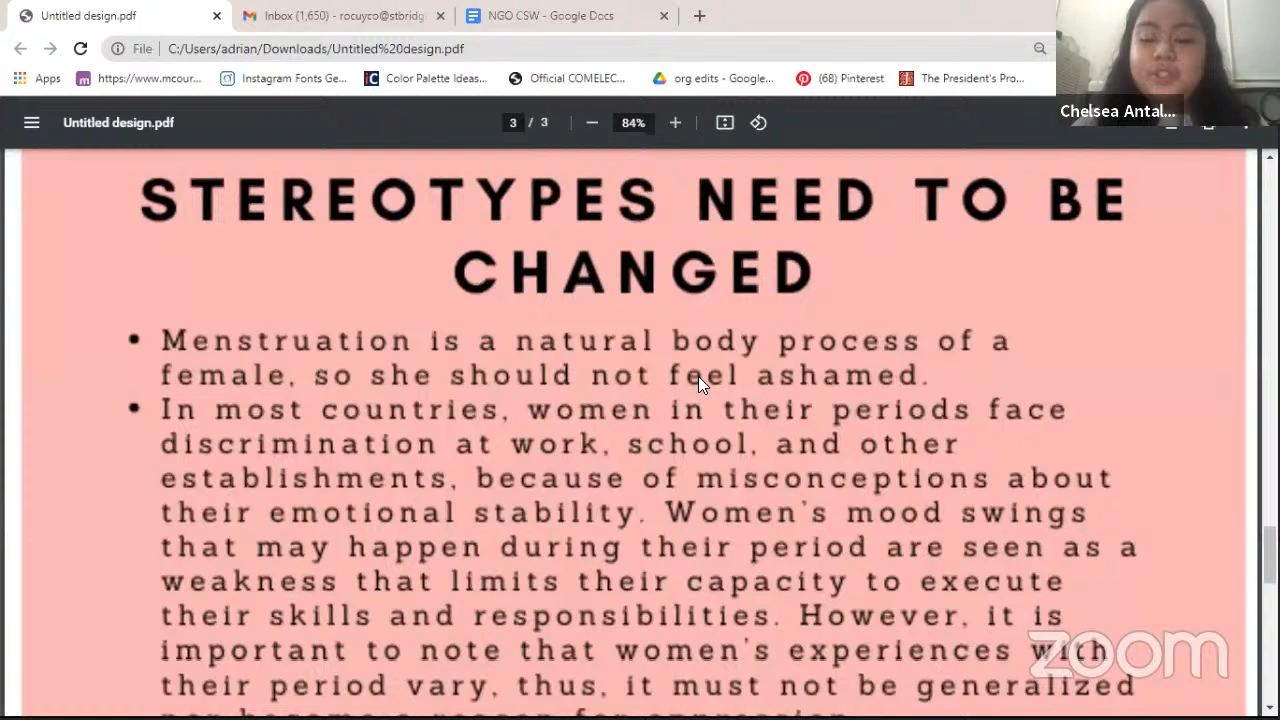 Untitled design.pdf
Inbox (1,650) - rocuyco@stbridg
NGO CSW - Google Docs
File C:/Users/adrian/Downloads/Untitled%20design.pdf
Apps https://www.mcour... Instagram Fonts Ge... Color Palette Ideas... Official COMELEC... org edits - Google... (68) Pinterest The President's Pro...
Chelsea Antal...
Untitled design.pdf 3 / 3 84%
STEREOTYPES NEED TO BE
CHANGED
• Menstruation is a natural body process of a
female, so she should not feel ashamed.
• In most countries, women in their periods face
discrimination at work, school, and other
establishments, because of misconceptions about
their emotional stability. Women's mood swings
that may happen during their period are seen as a
weakness that limits their capacity to execute
their skills and responsibilities. However, it is
important to note that women's experiences with
their period vary, thus, it must not be generalized
zoom